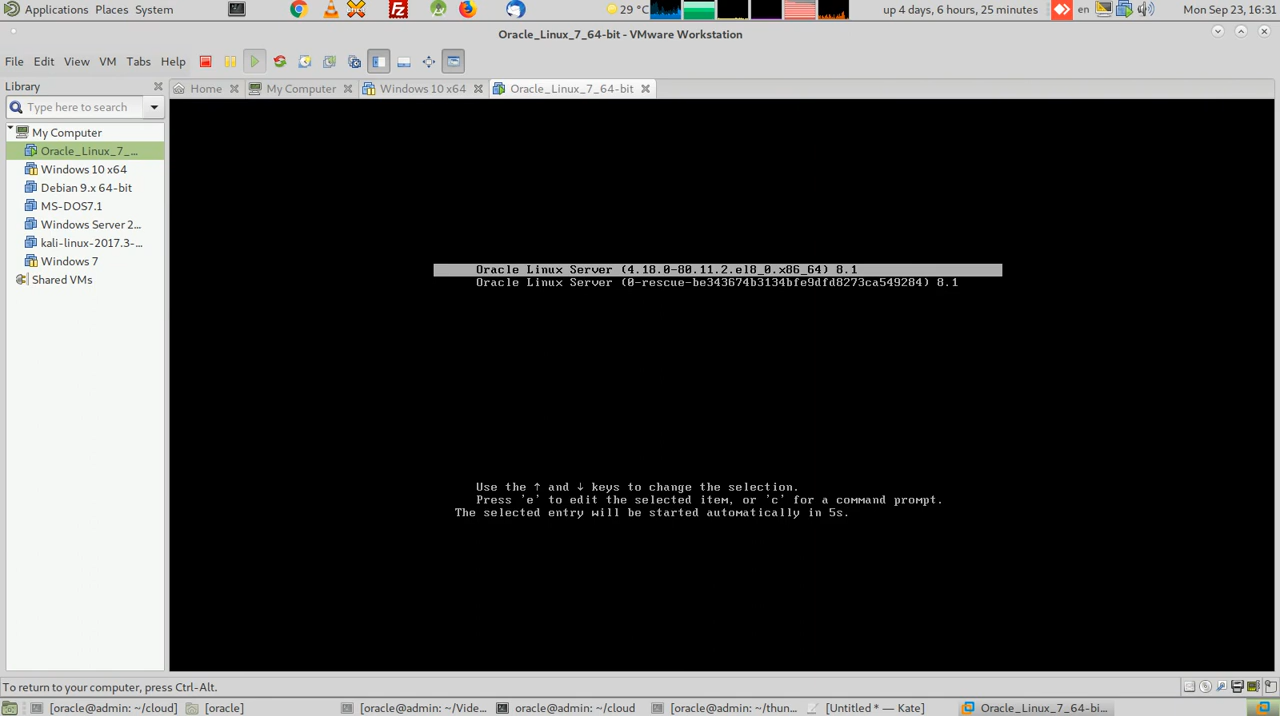 Applications Places System
29 °C
up 4 days, 6 hours, 25 minutes
en
Mon Sep 23, 16:31
Oracle_Linux_7_64-bit - VMware Workstation
File Edit View VM Tabs Help
Library
Home
My Computer
Windows 10 x64
Oracle_Linux_7_64-bit
Type here to search
My Computer
Oracle_Linux_7_...
Windows 10 x64
Debian 9.x 64-bit
MS-DOS7.1
Windows Server 2...
kali-linux-2017.3-...
Windows 7
Shared VMs
Oracle Linux Server (4.18.0-80.11.2.el8_0.x86_64) 8.1
Oracle Linux Server (0-rescue-be343674b3134bfe9dfd8273ca549284) 8.1
Use the ↑ and ↓ keys to change the selection.
Press 'e' to edit the selected item, or 'c' for a command prompt.
The selected entry will be started automatically in 5s.
To return to your computer, press Ctrl-Alt.
[oracle@admin: ~/cloud]
[oracle]
[oracle@admin: ~/Vide...
oracle@admin: ~/cloud
[oracle@admin: ~/thun...
[Untitled * — Kate]
Oracle_Linux_7_64-bi...